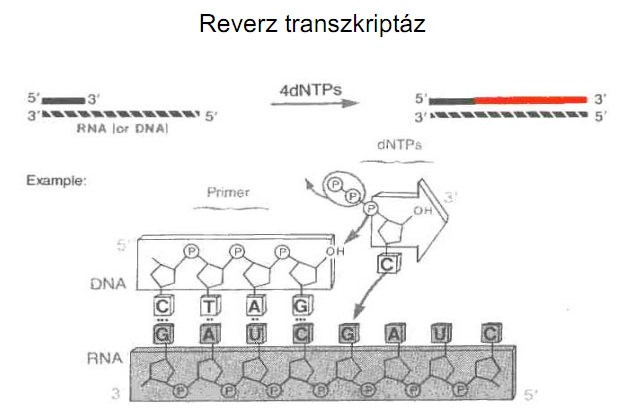 Reverz transzkriptáz
5′ 3′ 4dNTPs 5′ 3′
3′ 5′ 3′ 5′
RNA (or DNA)
dNTPs
Example:
Primer
P P P OH 3′
5′ P P P OH
C
DNA
C T A G
G A U C G A U C
RNA
3′ P P P P P P P 5′